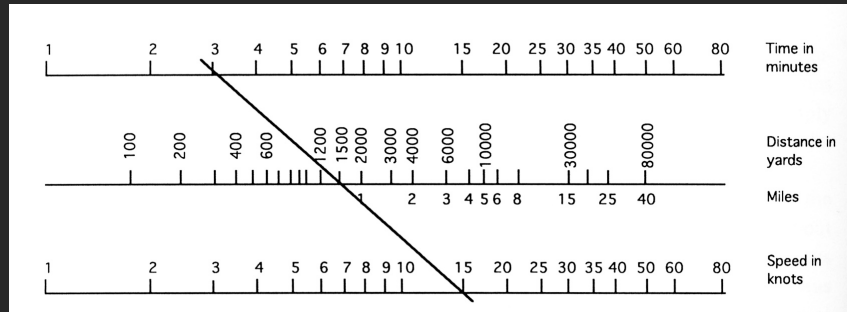 1 2 3 4 5 6 7 8 9 10 15 20 25 30 35 40 50 60 80 Time in
minutes
100 200 400 600 1200 1500 2000 3000 4000 6000 10000 30000 80000 Distance in
yards
1 2 3 4 5 6 8 15 25 40 Miles
1 2 3 4 5 6 7 8 9 10 15 20 25 30 35 40 50 60 80 Speed in
knots